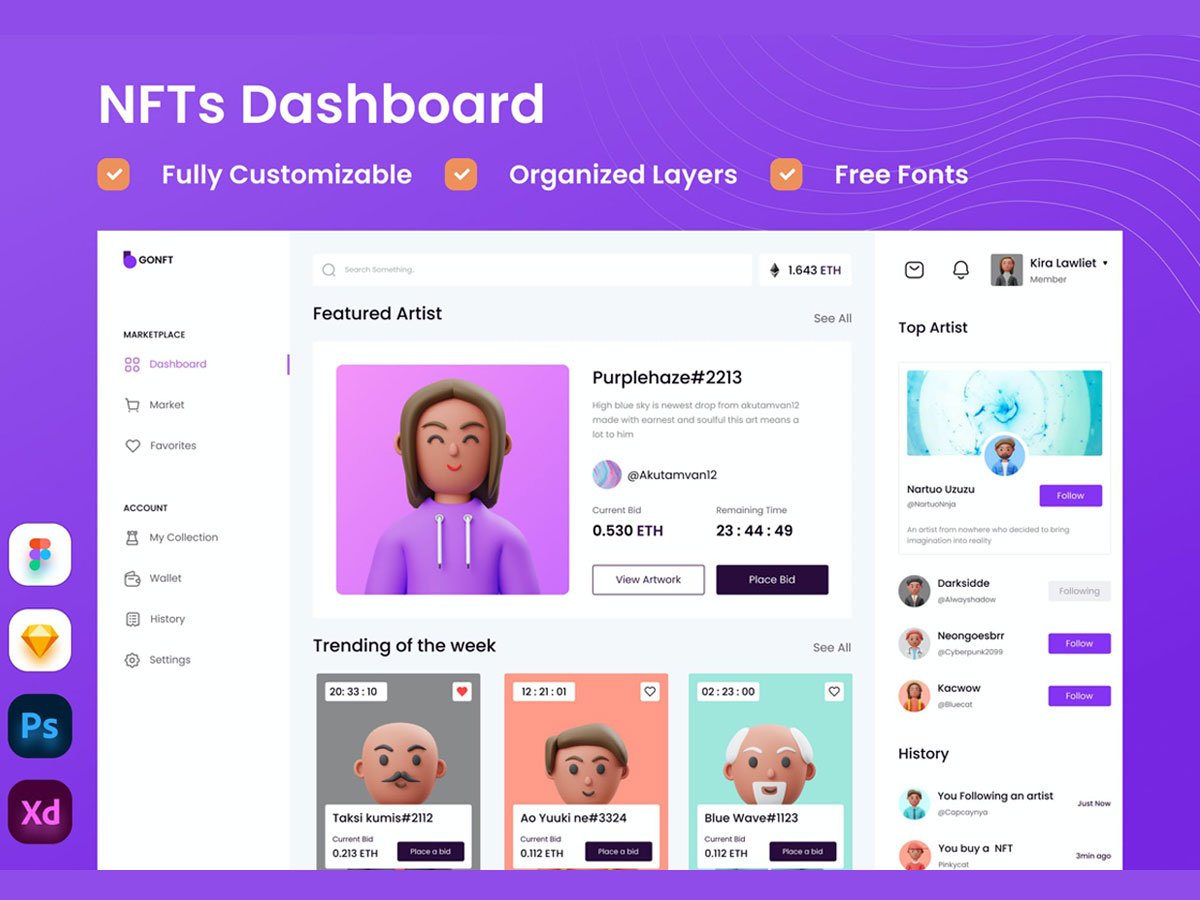 NFTs Dashboard
Fully Customizable
Organized Layers
Free Fonts
GONFT
MARKETPLACE
Dashboard
Market
Favorites
ACCOUNT
My Collection
Wallet
History
Settings
Ps
Xd
Search Something.
1.643 ETH
Featured Artist
See All
Purplehaze#2213
High blue sky is newest drop from akutamvan12
made with earnest and soulful this art means a
lot to him
@Akutamvan12
Current Bid
Remaining Time
0.530 ETH
23 : 44 : 49
View Artwork
Place Bid
Trending of the week
See All
20: 33 : 10
Taksi kumis#2112
Current Bid
0.213 ETH
Place a bid
12 : 21 : 01
Ao Yuuki ne#3324
Current Bid
0.112 ETH
Place a bid
02 : 23 : 00
Blue Wave#1123
Current Bid
0.112 ETH
Place a bid
Kira Lawliet
Member
Top Artist
Nartuo Uzuzu
@NartuoNnja
Follow
An artist from nowhere who decided to bring
imagination into reality
Darksidde
@Alwayshadow
Following
Neongoesbrr
@Cyberpunk2099
Follow
Kacwow
@Bluecat
Follow
History
You Following an artist
@Capcaynya
Just Now
You buy a NFT
Pinkycat
3min ago